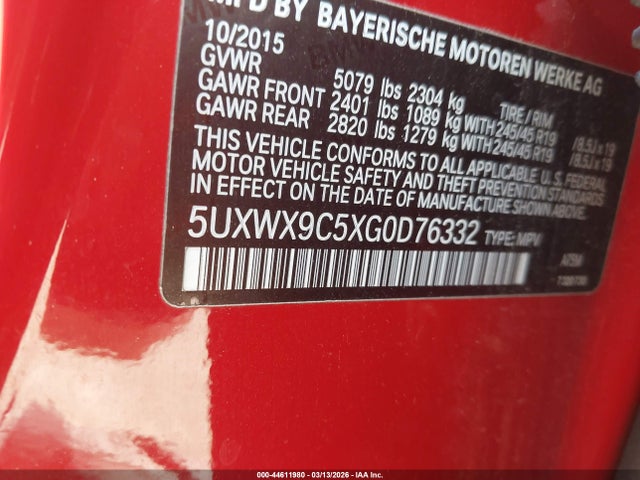 MFD BY BAYERISCHE MOTOREN WERKE AG
10/2015
GVWR 5079 lbs 2304 kg TIRE / RIM
GAWR FRONT 2401 lbs 1089 kg WITH 245/45 R19 /8.5J x 19
GAWR REAR 2820 lbs 1279 kg WITH 245/45 R19 /8.5J x 19
THIS VEHICLE CONFORMS TO ALL APPLICABLE U.S. FEDERAL
MOTOR VEHICLE SAFETY AND THEFT PREVENTION STANDARDS
IN EFFECT ON THE DATE OF MANUFACTURE SHOWN ABOVE.
5UXWX9C5XG0D76332 TYPE: MPV
000-44611980 - 03/13/2026 - IAA Inc.